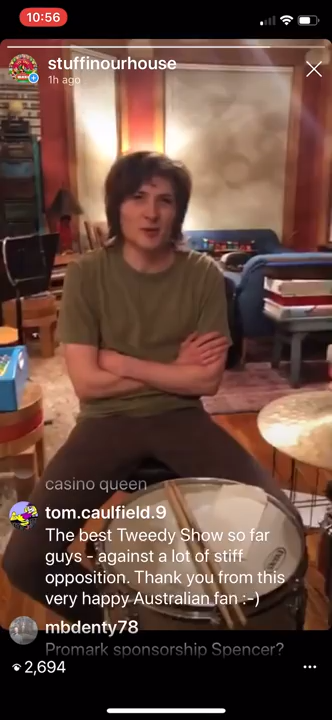 10:56
stuffinourhouse
1h ago
casino queen
tom.caulfield.9
The best Tweedy Show so far
guys - against a lot of stiff
opposition. Thank you from this
very happy Australian fan :-)
mbdenty78
Promark sponsorship Spencer?
2,694